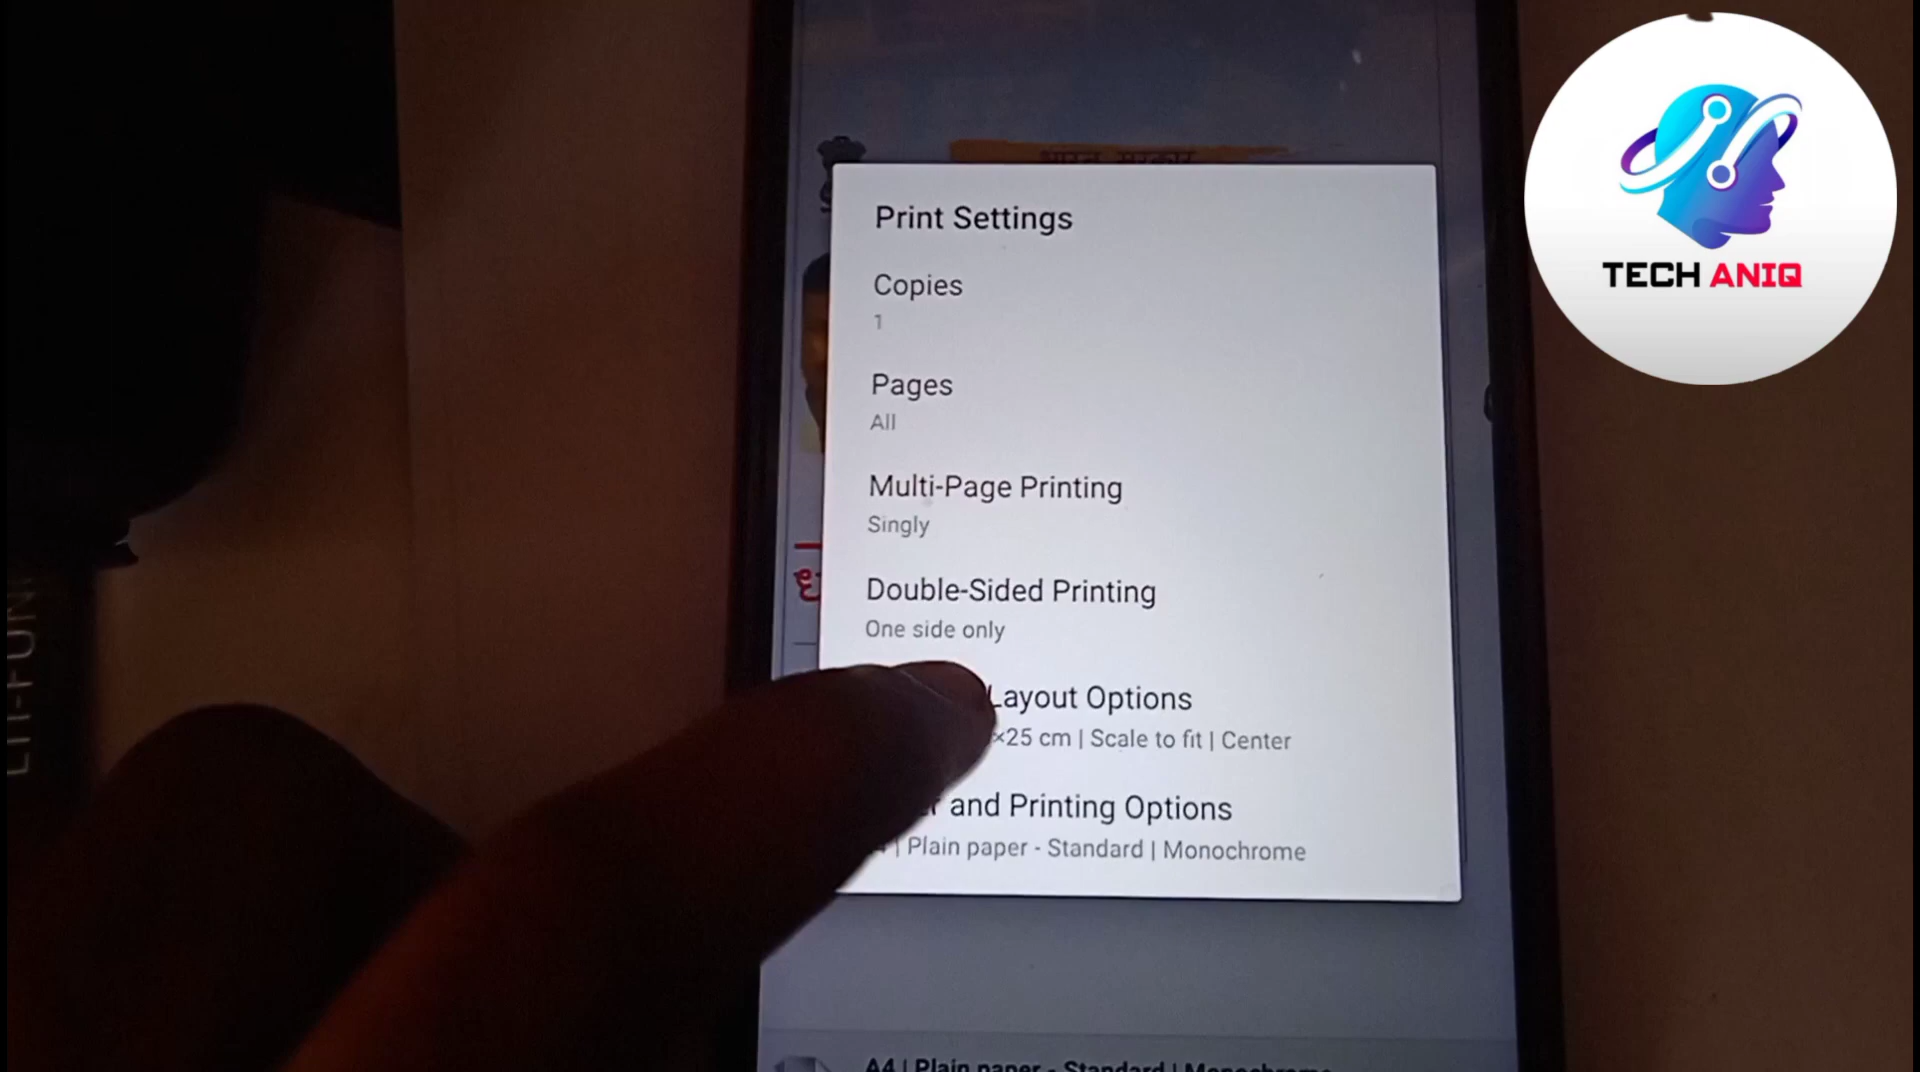 भारत सरकार
Print Settings
Copies
1
Pages
All
Multi-Page Printing
Singly
Double-Sided Printing
One side only
Layout Options
×25 cm | Scale to fit | Center
and Printing Options
| Plain paper - Standard | Monochrome
A4 | Plain paper - Standard | Monochrome
TECH ANIQ